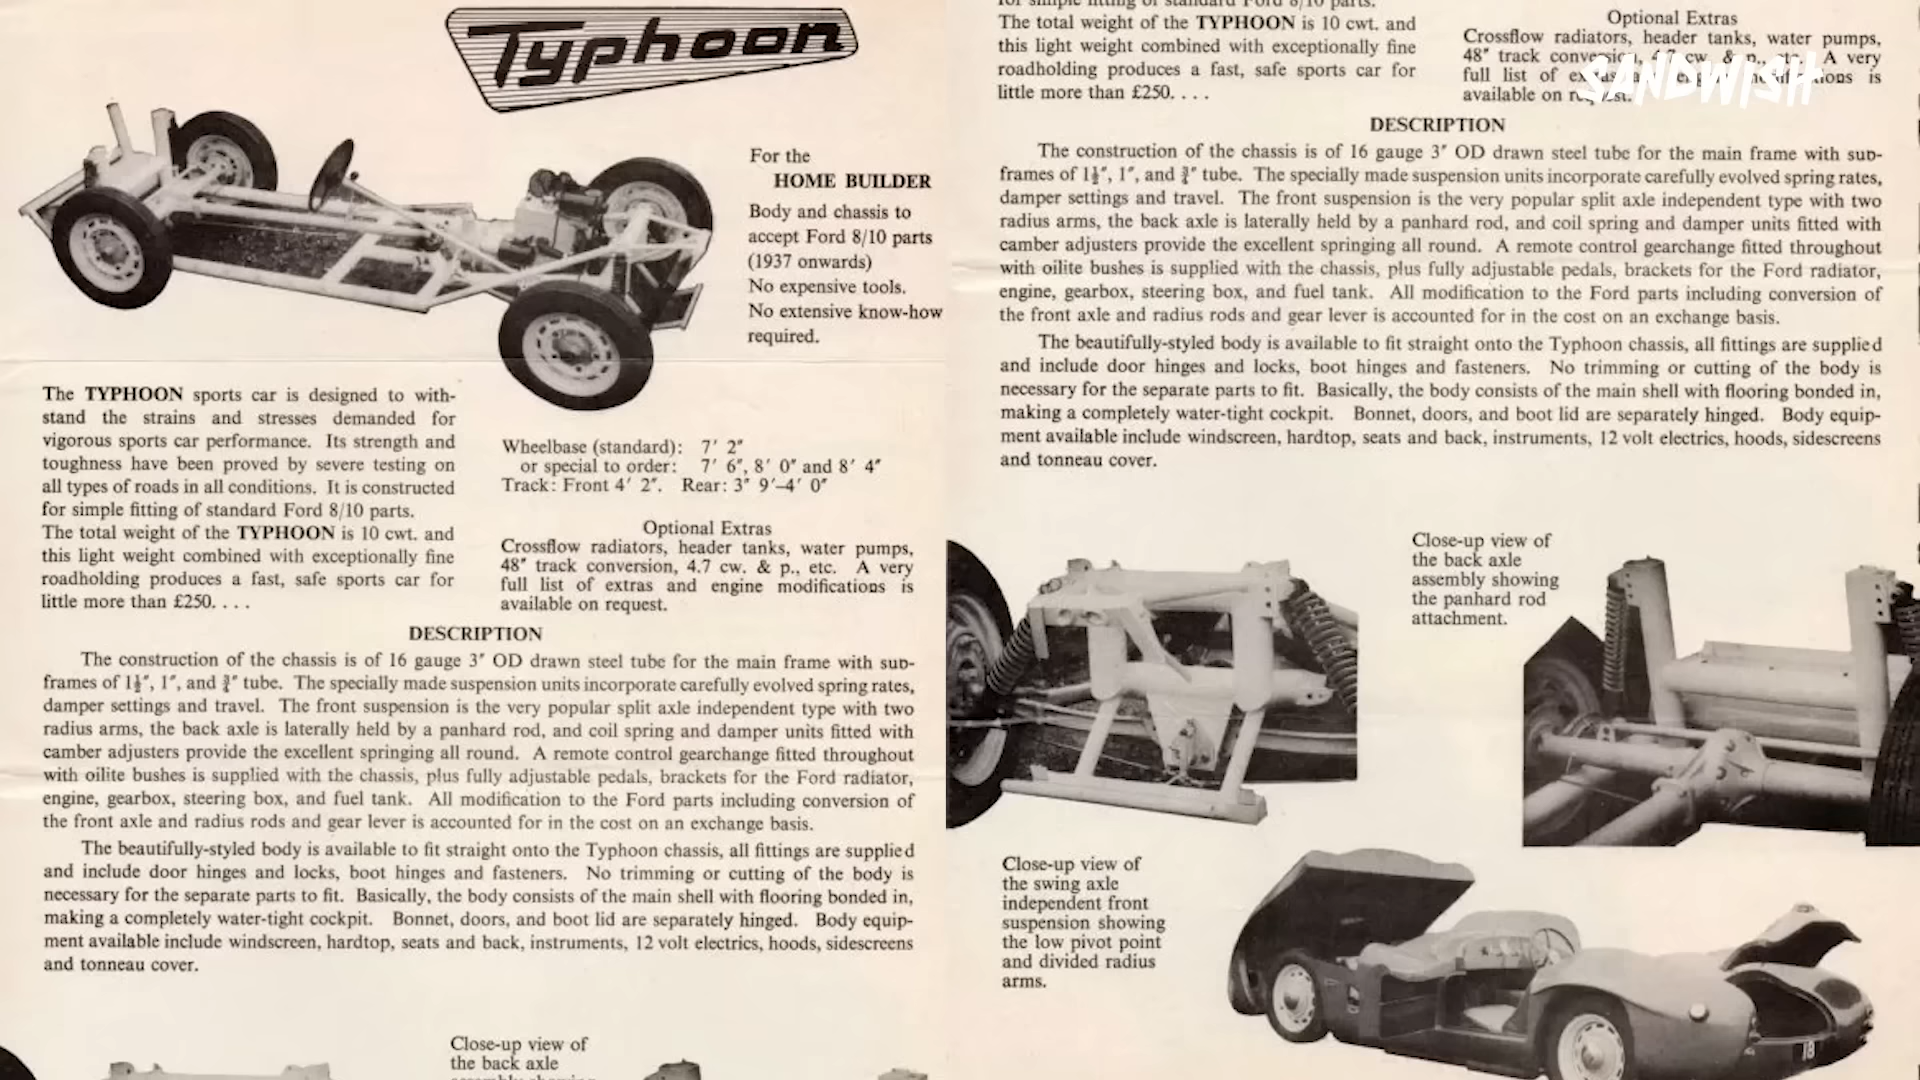 Typhoon
For the
HOME BUILDER
Body and chassis to
accept Ford 8/10 parts
(1937 onwards)
No expensive tools.
No extensive know-how
required.
The TYPHOON sports car is designed to with-
stand the strains and stresses demanded for
vigorous sports car performance. Its strength and
toughness have been proved by severe testing on
all types of roads in all conditions. It is constructed
for simple fitting of standard Ford 8/10 parts.
The total weight of the TYPHOON is 10 cwt. and
this light weight combined with exceptionally fine
roadholding produces a fast, safe sports car for
little more than £250. . . .
Wheelbase (standard): 7′ 2″
or special to order: 7′ 6″, 8′ 0″ and 8′ 4″
Track: Front 4′ 2″. Rear: 3″ 9′–4′ 0″
Optional Extras
Crossflow radiators, header tanks, water pumps,
48″ track conversion, 4.7 cw. & p., etc. A very
full list of extras and engine modifications is
available on request.
DESCRIPTION
The construction of the chassis is of 16 gauge 3″ OD drawn steel tube for the main frame with sub-
frames of 1½″, 1″, and ¾″ tube. The specially made suspension units incorporate carefully evolved spring rates,
damper settings and travel. The front suspension is the very popular split axle independent type with two
radius arms, the back axle is laterally held by a panhard rod, and coil spring and damper units fitted with
camber adjusters provide the excellent springing all round. A remote control gearchange fitted throughout
with oilite bushes is supplied with the chassis, plus fully adjustable pedals, brackets for the Ford radiator,
engine, gearbox, steering box, and fuel tank. All modification to the Ford parts including conversion of
the front axle and radius rods and gear lever is accounted for in the cost on an exchange basis.
The beautifully-styled body is available to fit straight onto the Typhoon chassis, all fittings are supplied
and include door hinges and locks, boot hinges and fasteners. No trimming or cutting of the body is
necessary for the separate parts to fit. Basically, the body consists of the main shell with flooring bonded in,
making a completely water-tight cockpit. Bonnet, doors, and boot lid are separately hinged. Body equip-
ment available include windscreen, hardtop, seats and back, instruments, 12 volt electrics, hoods, sidescreens
and tonneau cover.
Close-up view of
the back axle
for simple fitting of standard Ford 8/10 parts.
The total weight of the TYPHOON is 10 cwt. and
this light weight combined with exceptionally fine
roadholding produces a fast, safe sports car for
little more than £250. . . .
Optional Extras
Crossflow radiators, header tanks, water pumps,
48″ track conversion, 4.7 cw. & p., etc. A very
full list of extras and engine modifications is
available on request.
SANDWISH
DESCRIPTION
The construction of the chassis is of 16 gauge 3″ OD drawn steel tube for the main frame with sub-
frames of 1½″, 1″, and ¾″ tube. The specially made suspension units incorporate carefully evolved spring rates,
damper settings and travel. The front suspension is the very popular split axle independent type with two
radius arms, the back axle is laterally held by a panhard rod, and coil spring and damper units fitted with
camber adjusters provide the excellent springing all round. A remote control gearchange fitted throughout
with oilite bushes is supplied with the chassis, plus fully adjustable pedals, brackets for the Ford radiator,
engine, gearbox, steering box, and fuel tank. All modification to the Ford parts including conversion of
the front axle and radius rods and gear lever is accounted for in the cost on an exchange basis.
The beautifully-styled body is available to fit straight onto the Typhoon chassis, all fittings are supplied
and include door hinges and locks, boot hinges and fasteners. No trimming or cutting of the body is
necessary for the separate parts to fit. Basically, the body consists of the main shell with flooring bonded in,
making a completely water-tight cockpit. Bonnet, doors, and boot lid are separately hinged. Body equip-
ment available include windscreen, hardtop, seats and back, instruments, 12 volt electrics, hoods, sidescreens
and tonneau cover.
Close-up view of
the back axle
assembly showing
the panhard rod
attachment.
Close-up view of
the swing axle
independent front
suspension showing
the low pivot point
and divided radius
arms.